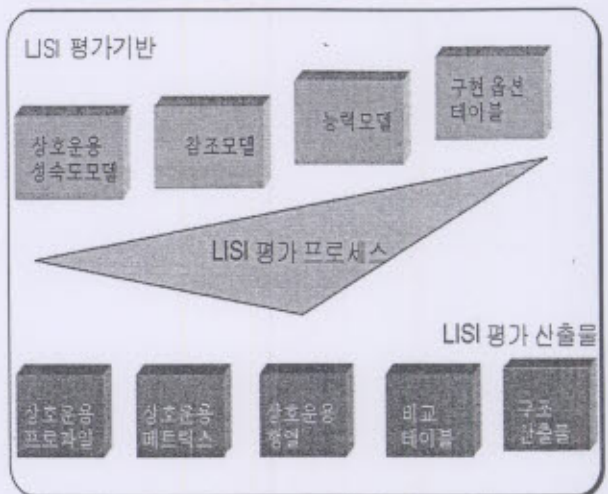 LISI 평가기반
상호운용
성숙도모델
참조모델
능력모델
구현 옵션
테이블
LISI 평가 프로세스
LISI 평가 산출물
상호운용
프로파일
상호운용
메트릭스
상호운용
행열
비교
테이블
구조
산출물